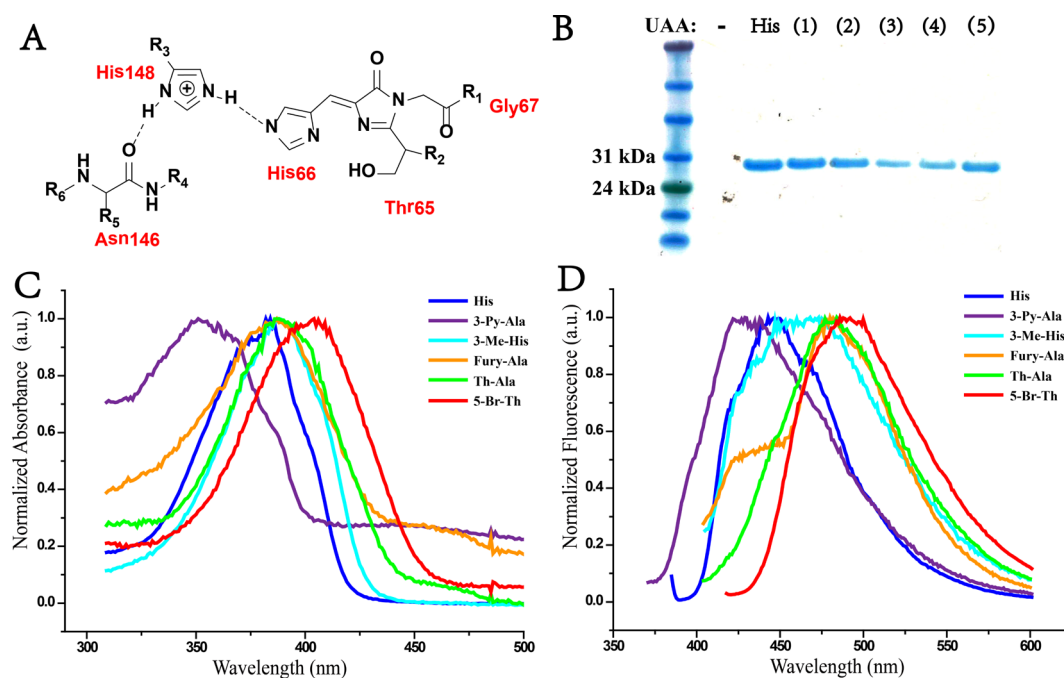 A
R3
His148
H
N
N
H
O
N
R1
O
Gly67
N
N
N
His66
R2
HO
Thr65
H
N
O
R6
N
H
R4
R5
Asn146
B
UAA: - His (1) (2) (3) (4) (5)
31 kDa
24 kDa
C
His
3-Py-Ala
3-Me-His
Fury-Ala
Th-Ala
5-Br-Th
Normalized Absorbance (a.u.)
1.0
0.8
0.6
0.4
0.2
0.0
300 350 400 450 500
Wavelength (nm)
D
His
3-Py-Ala
3-Me-His
Fury-Ala
Th-Ala
5-Br-Th
Normalized Fluorescence (a.u.)
1.0
0.8
0.6
0.4
0.2
0.0
350 400 450 500 550 600
Wavelength (nm)